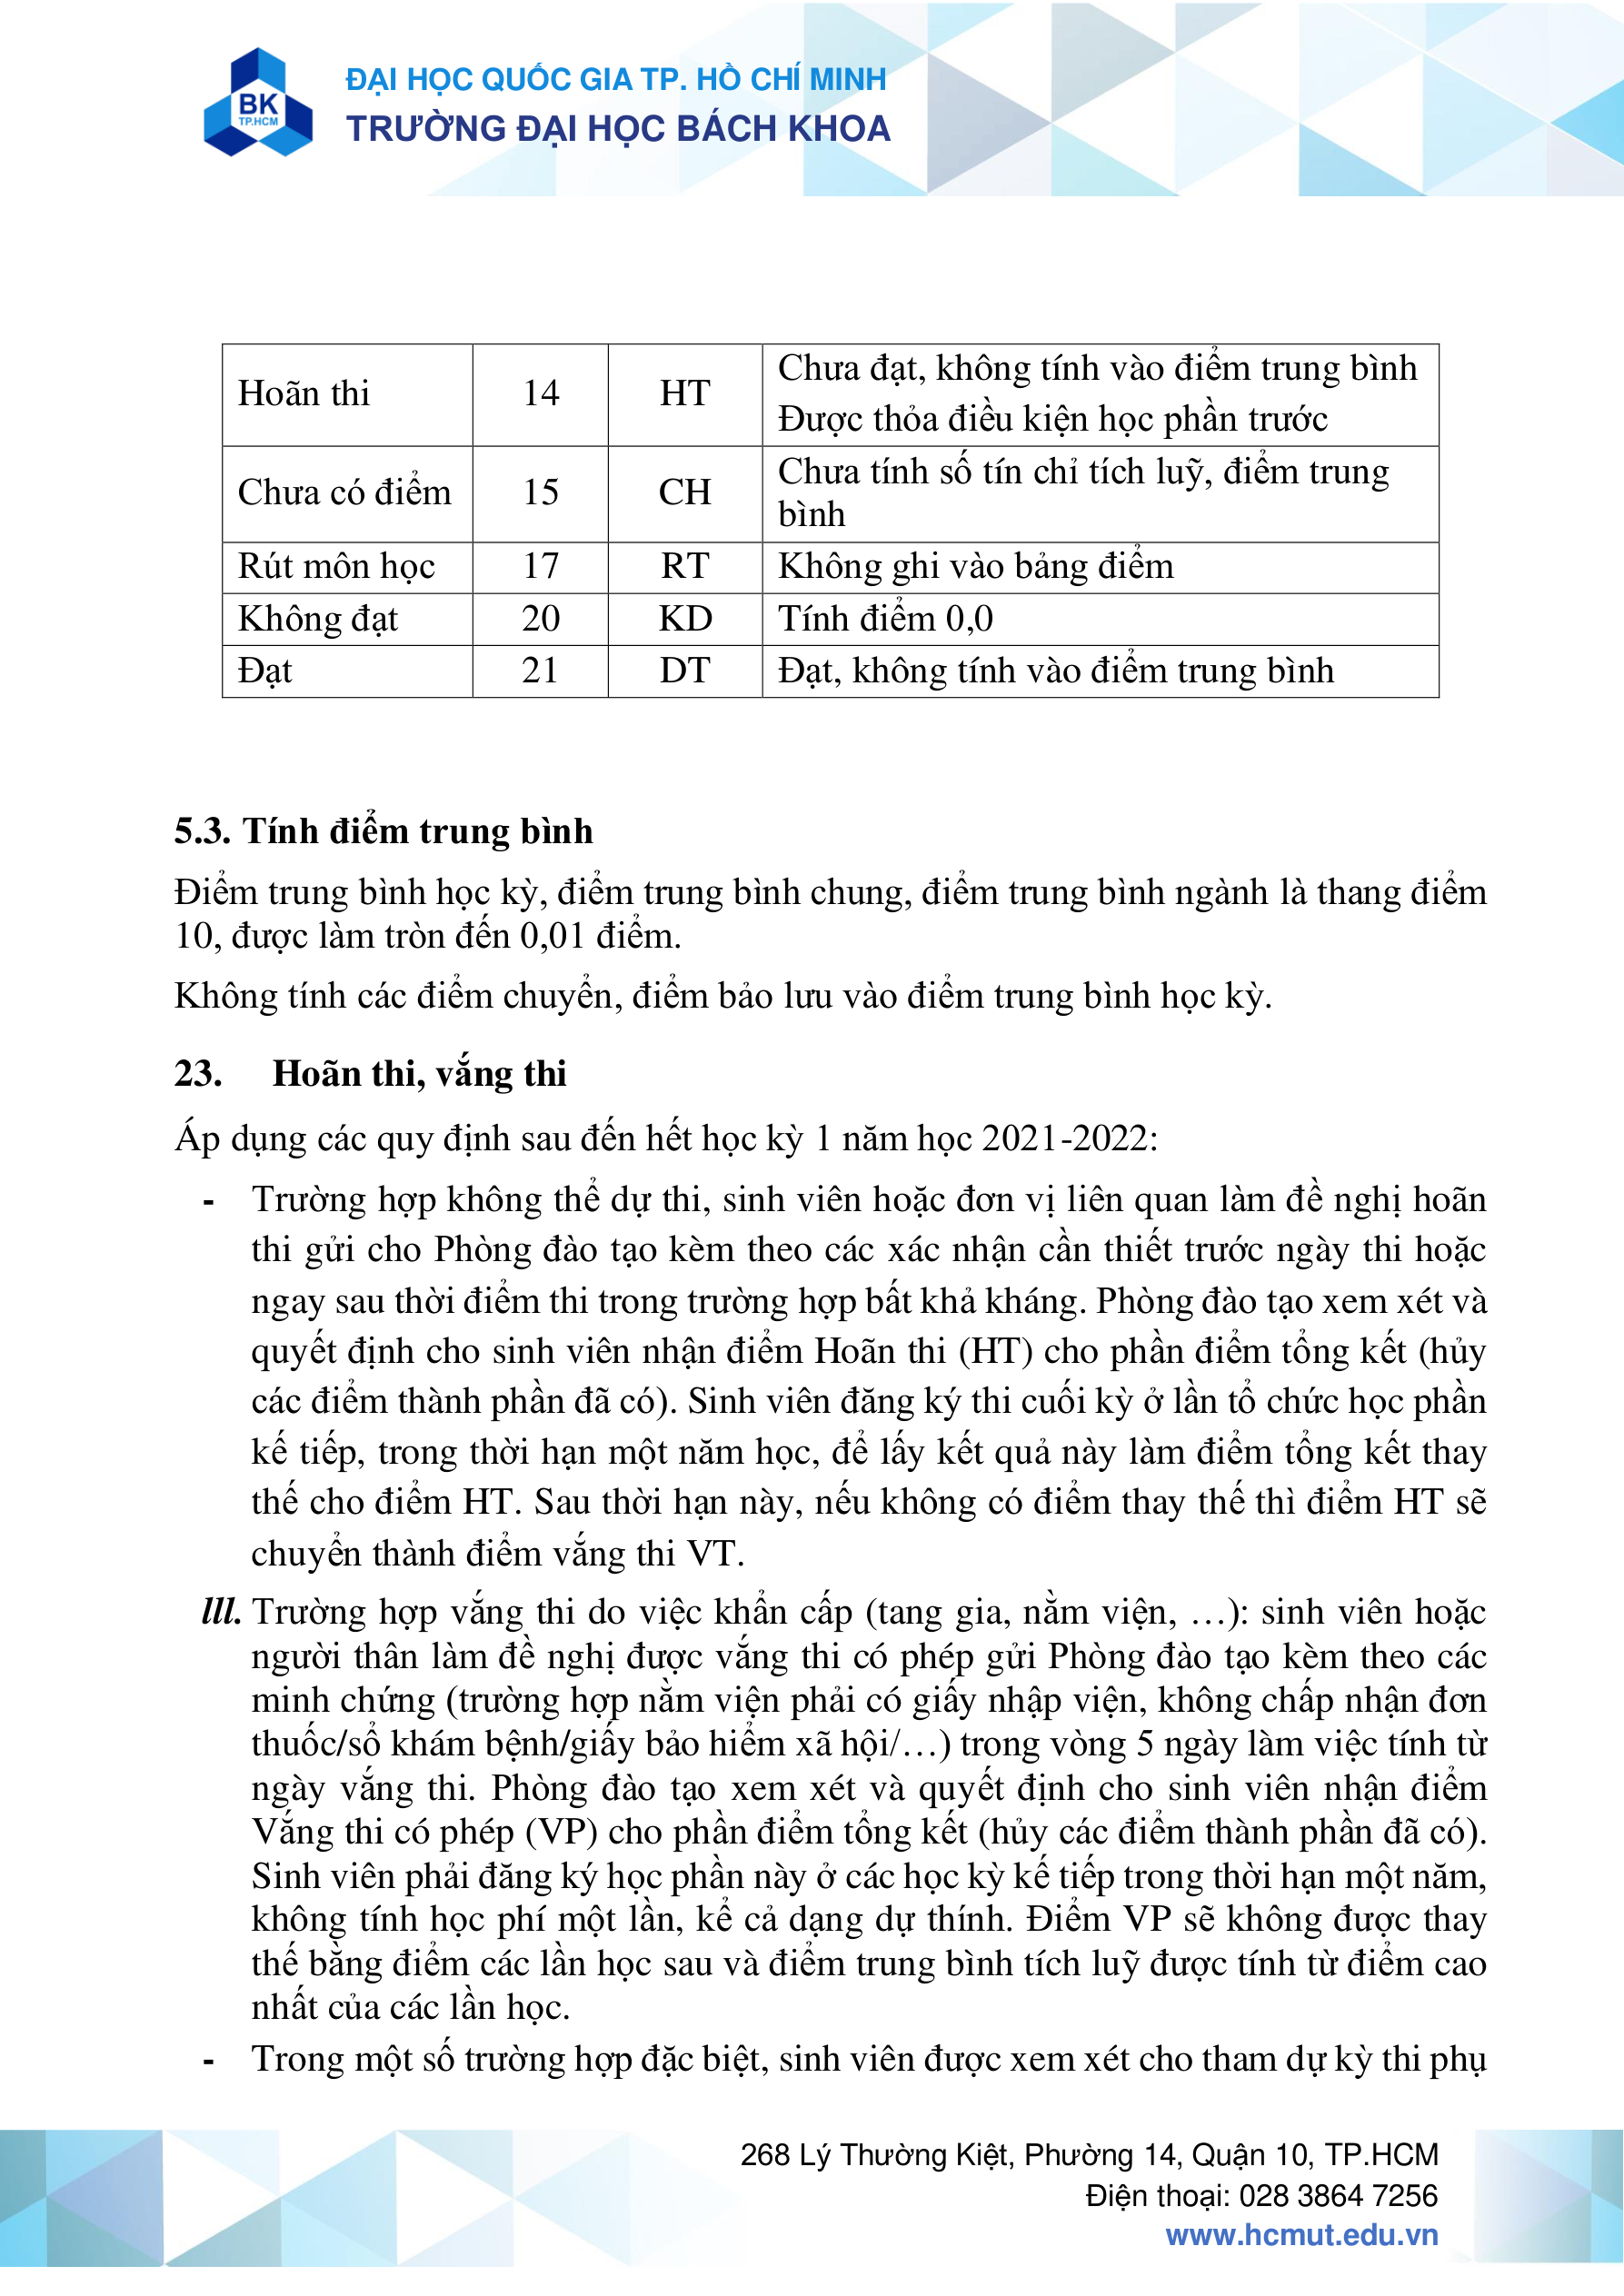 BK
TP.HCM
ĐẠI HỌC QUỐC GIA TP. HỒ CHÍ MINH
TRƯỜNG ĐẠI HỌC BÁCH KHOA
Hoãn thi 14 HT Chưa đạt, không tính vào điểm trung bình
Được thỏa điều kiện học phần trước
Chưa có điểm 15 CH Chưa tính số tín chỉ tích luỹ, điểm trung
bình
Rút môn học 17 RT Không ghi vào bảng điểm
Không đạt 20 KD Tính điểm 0,0
Đạt 21 DT Đạt, không tính vào điểm trung bình
5.3. Tính điểm trung bình
Điểm trung bình học kỳ, điểm trung bình chung, điểm trung bình ngành là thang điểm
10, được làm tròn đến 0,01 điểm.
Không tính các điểm chuyển, điểm bảo lưu vào điểm trung bình học kỳ.
23. Hoãn thi, vắng thi
Áp dụng các quy định sau đến hết học kỳ 1 năm học 2021-2022:
- Trường hợp không thể dự thi, sinh viên hoặc đơn vị liên quan làm đề nghị hoãn
thi gửi cho Phòng đào tạo kèm theo các xác nhận cần thiết trước ngày thi hoặc
ngay sau thời điểm thi trong trường hợp bất khả kháng. Phòng đào tạo xem xét và
quyết định cho sinh viên nhận điểm Hoãn thi (HT) cho phần điểm tổng kết (hủy
các điểm thành phần đã có). Sinh viên đăng ký thi cuối kỳ ở lần tổ chức học phần
kế tiếp, trong thời hạn một năm học, để lấy kết quả này làm điểm tổng kết thay
thế cho điểm HT. Sau thời hạn này, nếu không có điểm thay thế thì điểm HT sẽ
chuyển thành điểm vắng thi VT.
lll. Trường hợp vắng thi do việc khẩn cấp (tang gia, nằm viện, …): sinh viên hoặc
người thân làm đề nghị được vắng thi có phép gửi Phòng đào tạo kèm theo các
minh chứng (trường hợp nằm viện phải có giấy nhập viện, không chấp nhận đơn
thuốc/sổ khám bệnh/giấy bảo hiểm xã hội/…) trong vòng 5 ngày làm việc tính từ
ngày vắng thi. Phòng đào tạo xem xét và quyết định cho sinh viên nhận điểm
Vắng thi có phép (VP) cho phần điểm tổng kết (hủy các điểm thành phần đã có).
Sinh viên phải đăng ký học phần này ở các học kỳ kế tiếp trong thời hạn một năm,
không tính học phí một lần, kể cả dạng dự thính. Điểm VP sẽ không được thay
thế bằng điểm các lần học sau và điểm trung bình tích luỹ được tính từ điểm cao
nhất của các lần học.
- Trong một số trường hợp đặc biệt, sinh viên được xem xét cho tham dự kỳ thi phụ
268 Lý Thường Kiệt, Phường 14, Quận 10, TP.HCM
Điện thoại: 028 3864 7256
www.hcmut.edu.vn